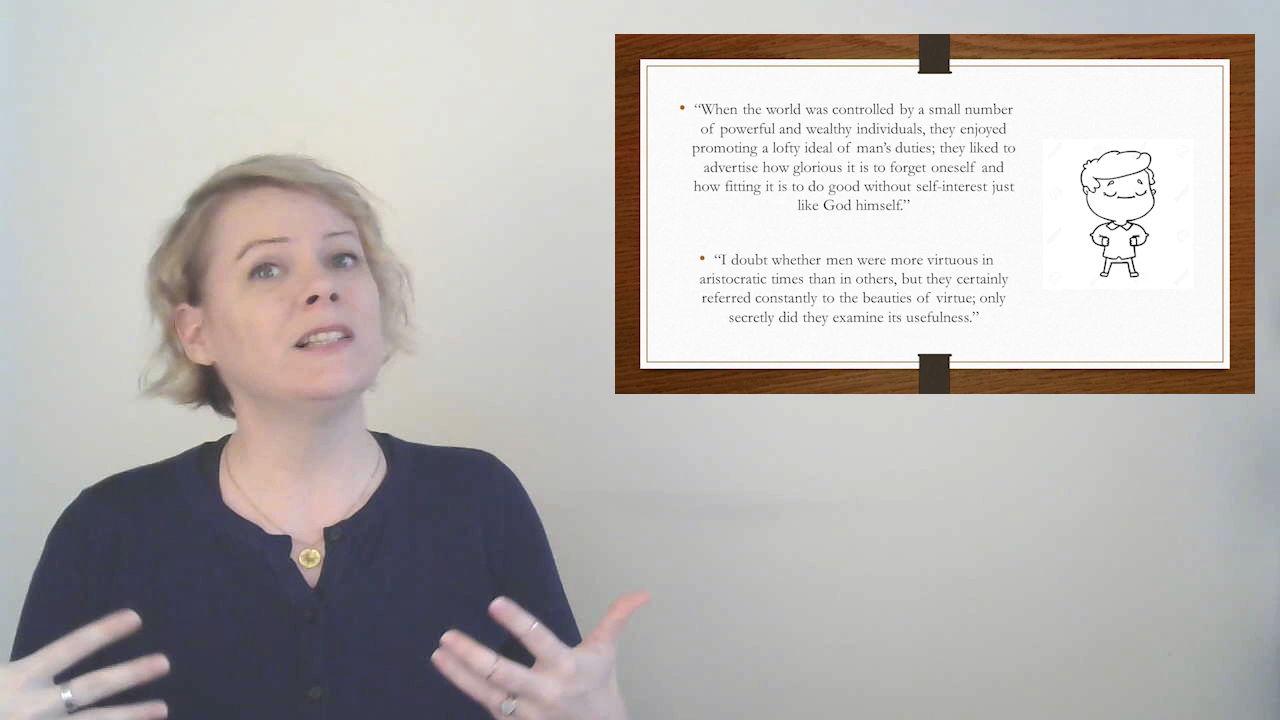 • “When the world was controlled by a small number
of powerful and wealthy individuals, they enjoyed
promoting a lofty ideal of man’s duties; they liked to
advertise how glorious it is to forget oneself and
how fitting it is to do good without self-interest just
like God himself.”
• “I doubt whether men were more virtuous in
aristocratic times than in others, but they certainly
referred constantly to the beauties of virtue; only
secretly did they examine its usefulness.”